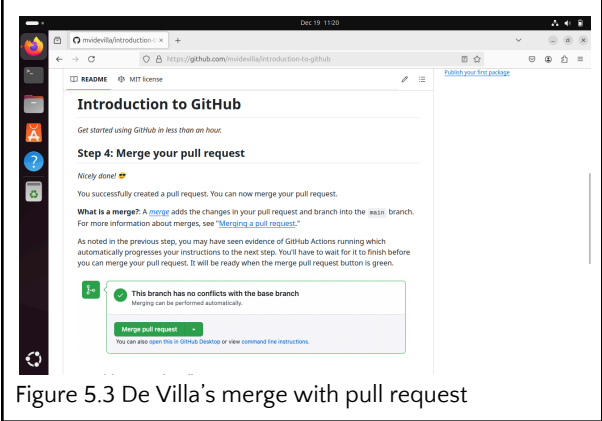 Dec 19 11:20
mvidevilla/introduction-t
https://github.com/mvidevilla/introduction-to-github
README
MIT license
Publish your first package
Introduction to GitHub
Get started using GitHub in less than an hour.
Step 4: Merge your pull request
Nicely done! 😎
You successfully created a pull request. You can now merge your pull request.
What is a merge?: A merge adds the changes in your pull request and branch into the main branch.
For more information about merges, see "Merging a pull request."
As noted in the previous step, you may have seen evidence of GitHub Actions running which
automatically progresses your instructions to the next step. You'll have to wait for it to finish before
you can merge your pull request. It will be ready when the merge pull request button is green.
This branch has no conflicts with the base branch
Merging can be performed automatically.
Merge pull request
You can also open this in GitHub Desktop or view command line instructions.
Figure 5.3 De Villa's merge with pull request